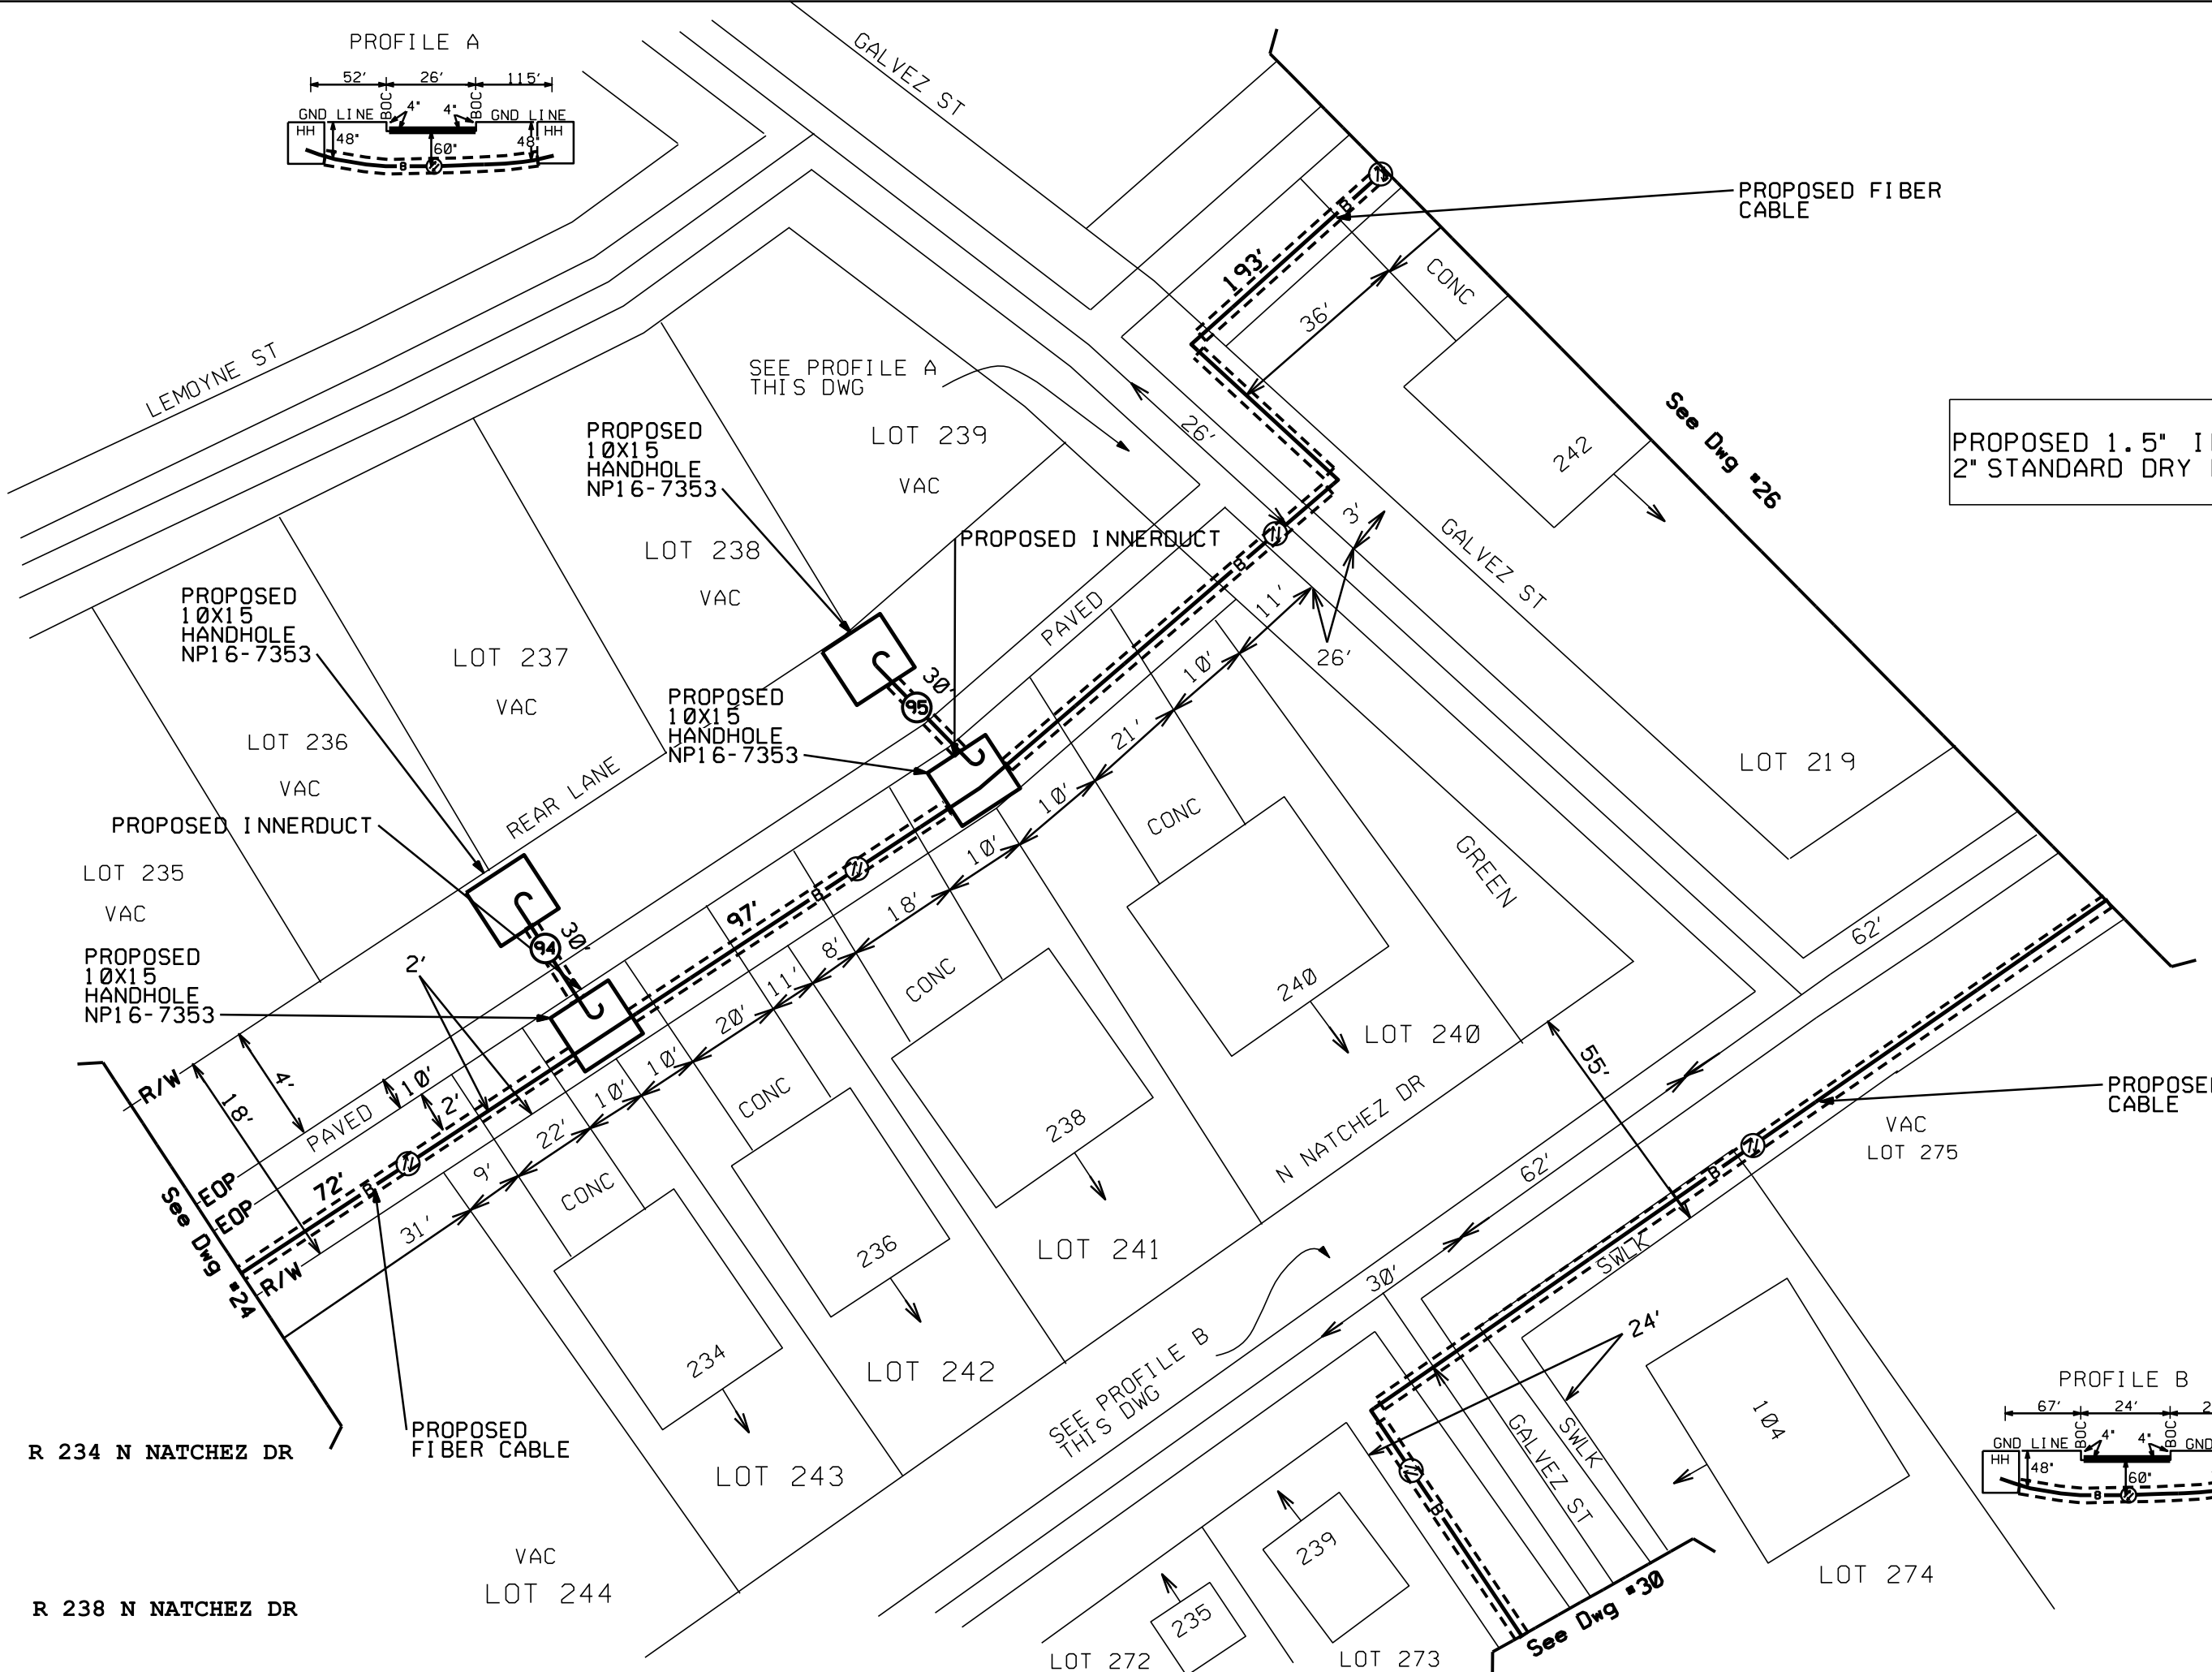 PROFILE A
52' 26' 115'
GND LINE BOC 4" 4" BOC GND LINE
HH 48" 60" 48" HH
B
GALVEZ ST
LEMOYNE ST
PROPOSED FIBER
CABLE
B
193'
36'
CONC
242
See Dwg #26
PROPOSED 1.5"
2" STANDARD DRY
SEE PROFILE A
THIS DWG
LOT 239
VAC
26'
PROPOSED
10X15
HANDHOLE
NP16-7353
LOT 238
VAC
PROPOSED INNERDUCT
3'
GALVEZ ST
PROPOSED
10X15
HANDHOLE
NP16-7353
LOT 237
VAC
PAVED
B
11'
26'
10'
21'
10'
10'
30'
95
PROPOSED
10X15
HANDHOLE
NP16-7353
LOT 236
VAC
REAR LANE
LOT 219
PROPOSED INNERDUCT
CONC
GREEN
LOT 235
VAC
30'
94
97'
B
18'
8'
11'
20'
10'
10'
22'
9'
31'
PROPOSED
10X15
HANDHOLE
NP16-7353
2'
CONC
240
LOT 240
62'
R/W
4'
18'
10'
2'
PAVED
EOP
EOP
72'
B
R/W
See Dwg #24
CONC
238
CONC
236
CONC
234
N NATCHEZ DR
55'
62'
30'
PROPOSED
CABLE
VAC
LOT 275
B
LOT 241
LOT 242
LOT 243
VAC
LOT 244
SEE PROFILE B
THIS DWG
SWLK
24'
SWLK
GALVEZ ST
104
B
239
235
LOT 272
LOT 273
LOT 274
See Dwg #30
PROPOSED
FIBER CABLE
R 234 N NATCHEZ DR
R 238 N NATCHEZ DR
PROFILE B
67' 24' 2
GND LINE BOC 4" 4" BOC GND
HH 48" 60"
B